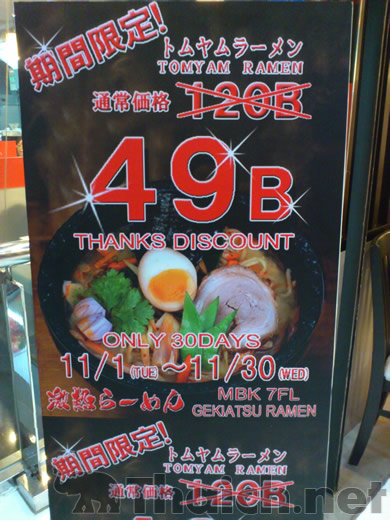 期間限定!
トムヤムラーメン
TOMYAM RAMEN
通常価格 120B
49B
THANKS DISCOUNT
ONLY 30DAYS
11/1(TUE)～11/30(WED)
激熱らーめん
MBK 7FL
GEKIATSU RAMEN
期間限定!
トムヤムラーメン
TOMYAM RAMEN
通常価格 120B